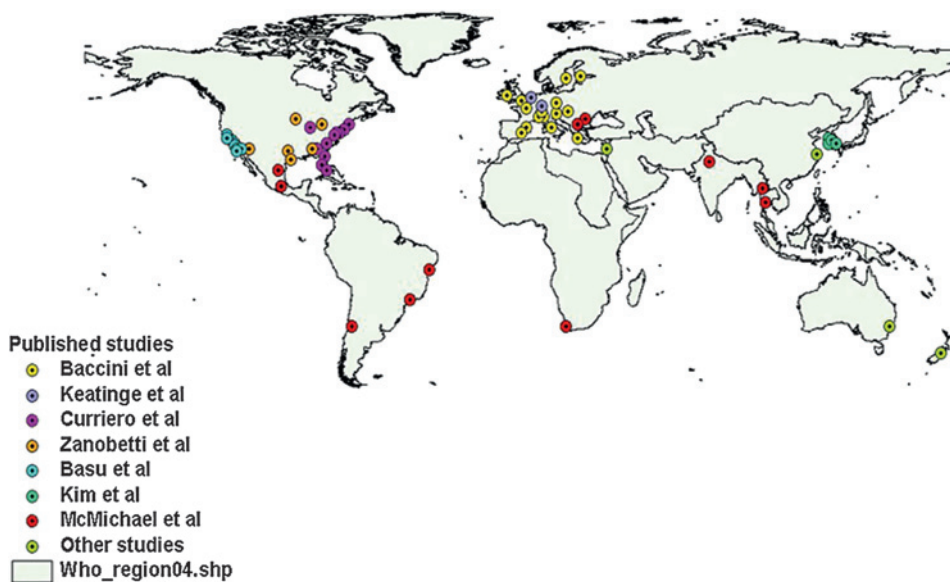 Published studies
Baccini et al
Keatinge et al
Curriero et al
Zanobetti et al
Basu et al
Kim et al
McMichael et al
Other studies
Who_region04.shp